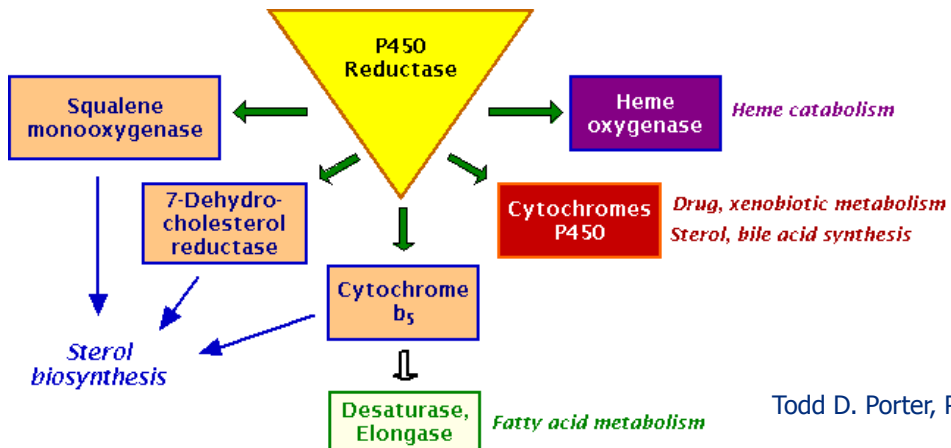 P450
Reductase
Squalene
monooxygenase
Heme
oxygenase
Heme catabolism
7-Dehydro-
cholesterol
reductase
Cytochromes
P450
Drug, xenobiotic metabolism
Sterol, bile acid synthesis
Cytochrome
b₅
Sterol
biosynthesis
Desaturase,
Elongase
Fatty acid metabolism
Todd D. Porter, P